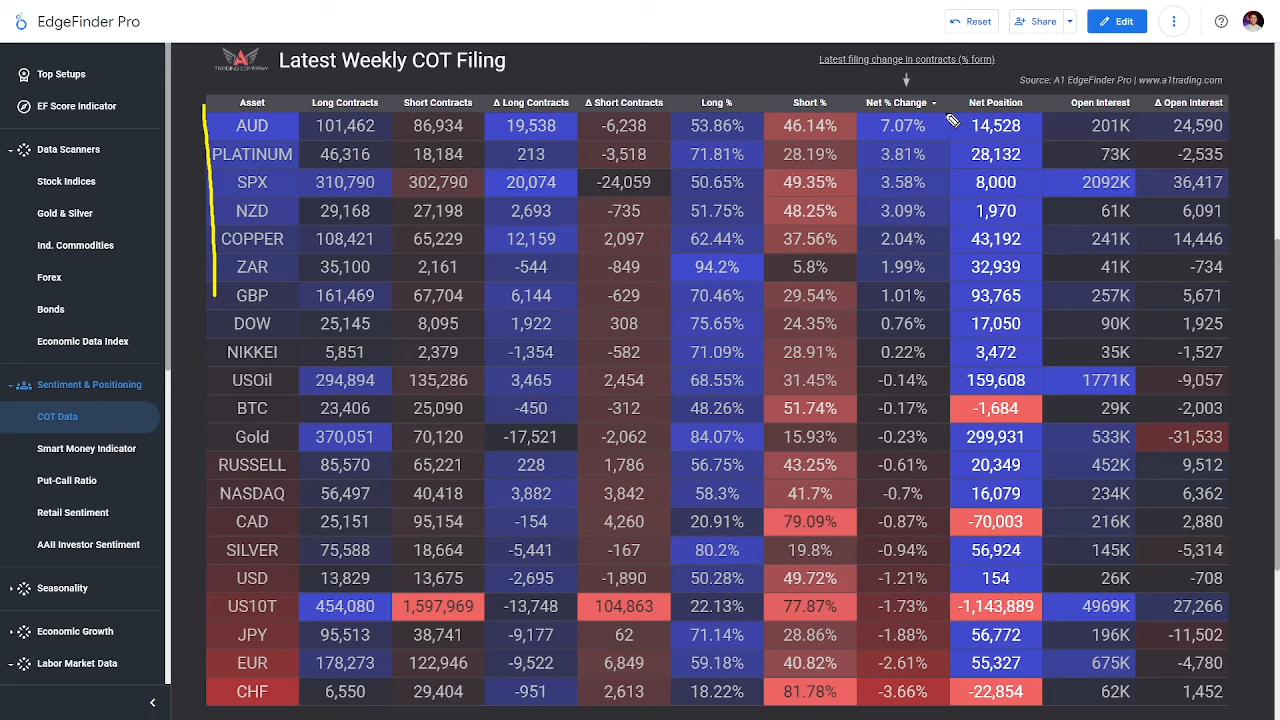 EdgeFinder Pro
Reset
Share
Edit
Top Setups
EF Score Indicator
Data Scanners
Stock Indices
Gold & Silver
Ind. Commodities
Forex
Bonds
Economic Data Index
Sentiment & Positioning
COT Data
Smart Money Indicator
Put-Call Ratio
Retail Sentiment
AAII Investor Sentiment
Seasonality
Economic Growth
Labor Market Data
TRADING COMPANY
Latest Weekly COT Filing
Latest filing change in contracts (% form)
Source: A1 EdgeFinder Pro | www.a1trading.com
Asset Long Contracts Short Contracts Δ Long Contracts Δ Short Contracts Long % Short % Net % Change Net Position Open Interest Δ Open Interest
AUD 101,462 86,934 19,538 -6,238 53.86% 46.14% 7.07% 14,528 201K 24,590
PLATINUM 46,316 18,184 213 -3,518 71.81% 28.19% 3.81% 28,132 73K -2,535
SPX 310,790 302,790 20,074 -24,059 50.65% 49.35% 3.58% 8,000 2092K 36,417
NZD 29,168 27,198 2,693 -735 51.75% 48.25% 3.09% 1,970 61K 6,091
COPPER 108,421 65,229 12,159 2,097 62.44% 37.56% 2.04% 43,192 241K 14,446
ZAR 35,100 2,161 -544 -849 94.2% 5.8% 1.99% 32,939 41K -734
GBP 161,469 67,704 6,144 -629 70.46% 29.54% 1.01% 93,765 257K 5,671
DOW 25,145 8,095 1,922 308 75.65% 24.35% 0.76% 17,050 90K 1,925
NIKKEI 5,851 2,379 -1,354 -582 71.09% 28.91% 0.22% 3,472 35K -1,527
USOil 294,894 135,286 3,465 2,454 68.55% 31.45% -0.14% 159,608 1771K -9,057
BTC 23,406 25,090 -450 -312 48.26% 51.74% -0.17% -1,684 29K -2,003
Gold 370,051 70,120 -17,521 -2,062 84.07% 15.93% -0.23% 299,931 533K -31,533
RUSSELL 85,570 65,221 228 1,786 56.75% 43.25% -0.61% 20,349 452K 9,512
NASDAQ 56,497 40,418 3,882 3,842 58.3% 41.7% -0.7% 16,079 234K 6,362
CAD 25,151 95,154 -154 4,260 20.91% 79.09% -0.87% -70,003 216K 2,880
SILVER 75,588 18,664 -5,441 -167 80.2% 19.8% -0.94% 56,924 145K -5,314
USD 13,829 13,675 -2,695 -1,890 50.28% 49.72% -1.21% 154 26K -708
US10T 454,080 1,597,969 -13,748 104,863 22.13% 77.87% -1.73% -1,143,889 4969K 27,266
JPY 95,513 38,741 -9,177 62 71.14% 28.86% -1.88% 56,772 196K -11,502
EUR 178,273 122,946 -9,522 6,849 59.18% 40.82% -2.61% 55,327 675K -4,780
CHF 6,550 29,404 -951 2,613 18.22% 81.78% -3.66% -22,854 62K 1,452